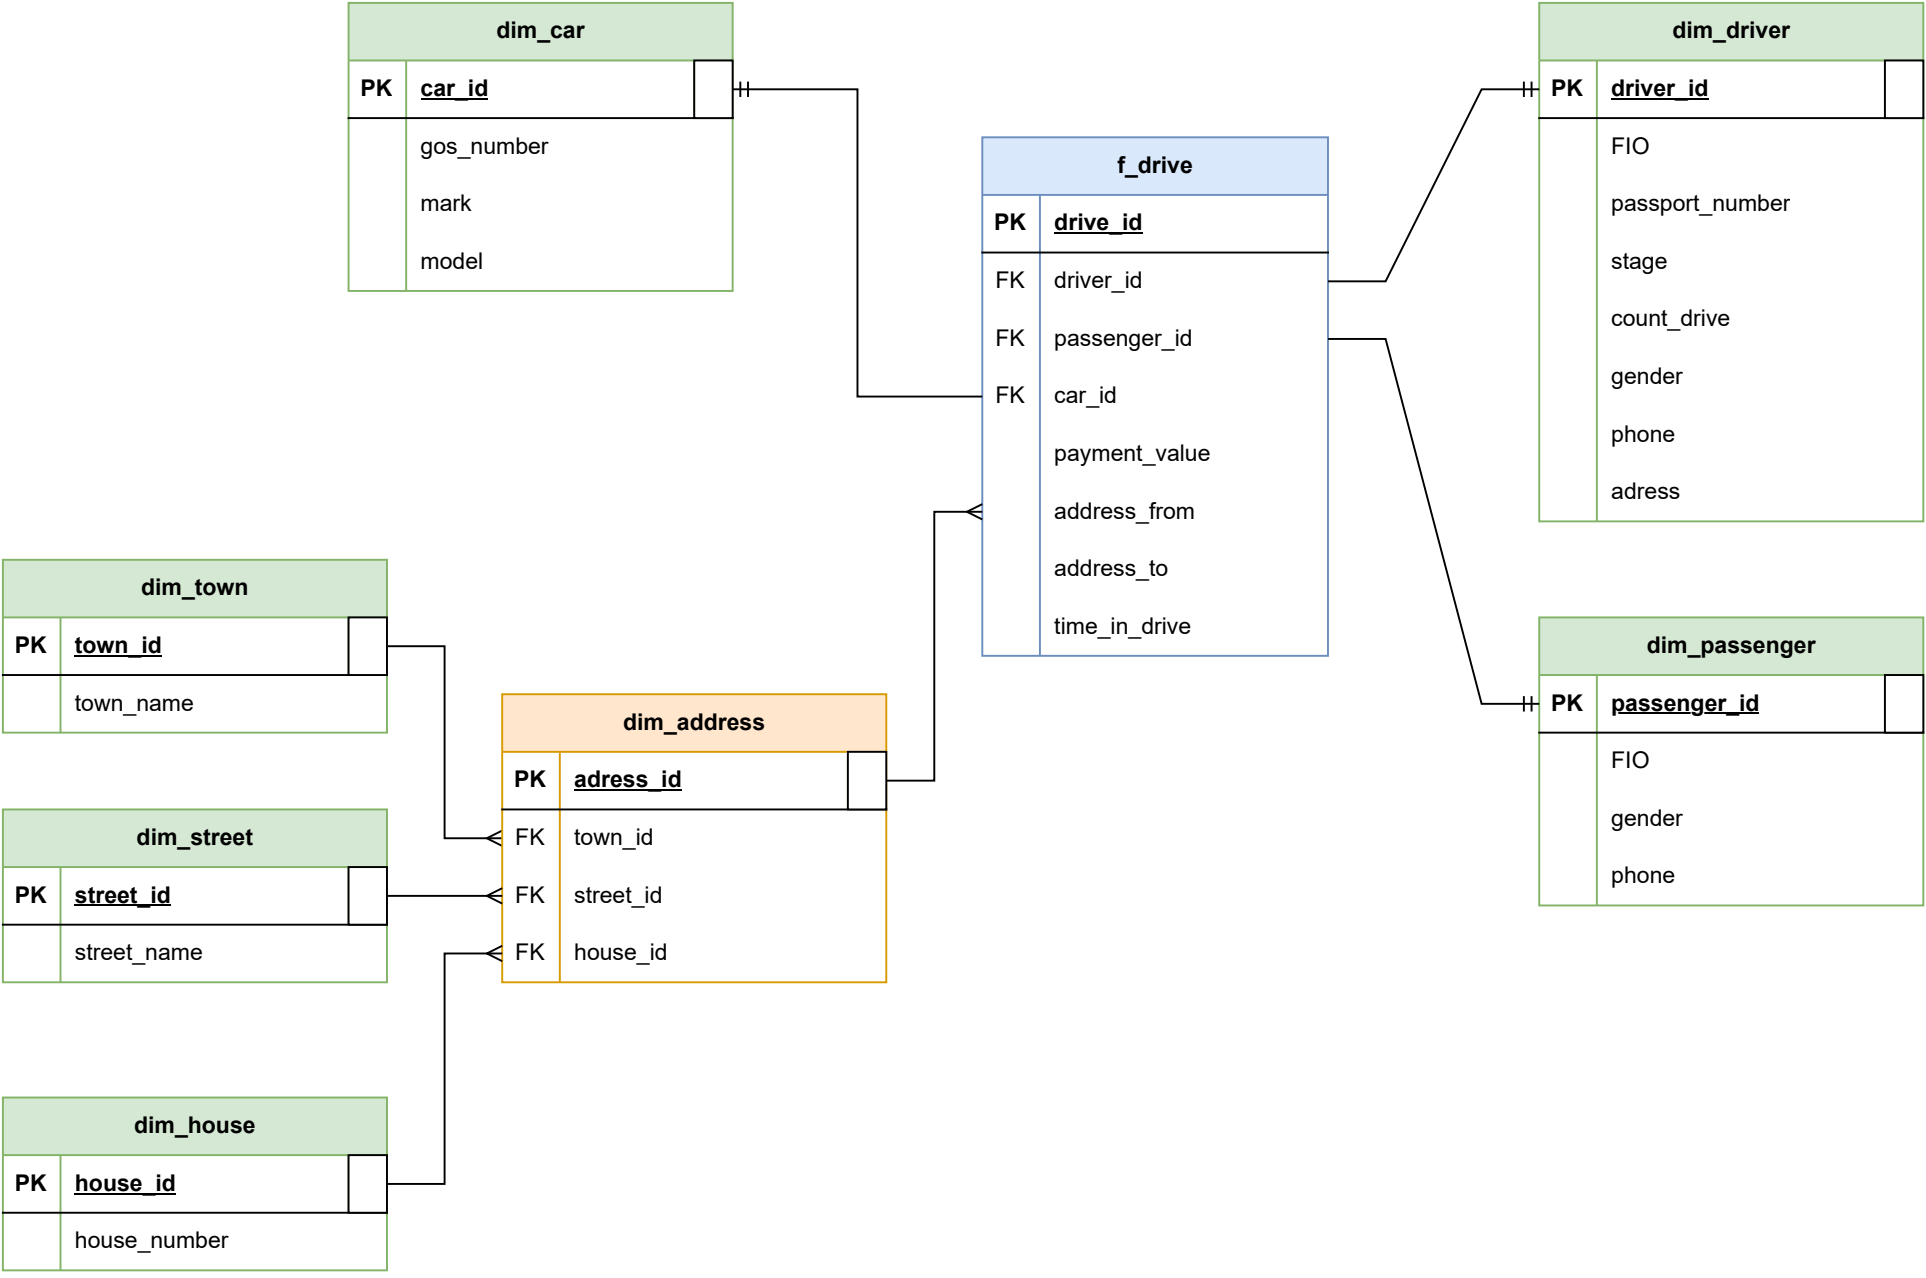 dim_car
PK car_id
gos_number
mark
model
dim_driver
PK driver_id
FIO
passport_number
stage
count_drive
gender
phone
adress
f_drive
PK drive_id
FK driver_id
FK passenger_id
FK car_id
payment_value
address_from
address_to
time_in_drive
dim_town
PK town_id
town_name
dim_address
PK adress_id
FK town_id
FK street_id
FK house_id
dim_passenger
PK passenger_id
FIO
gender
phone
dim_street
PK street_id
street_name
dim_house
PK house_id
house_number